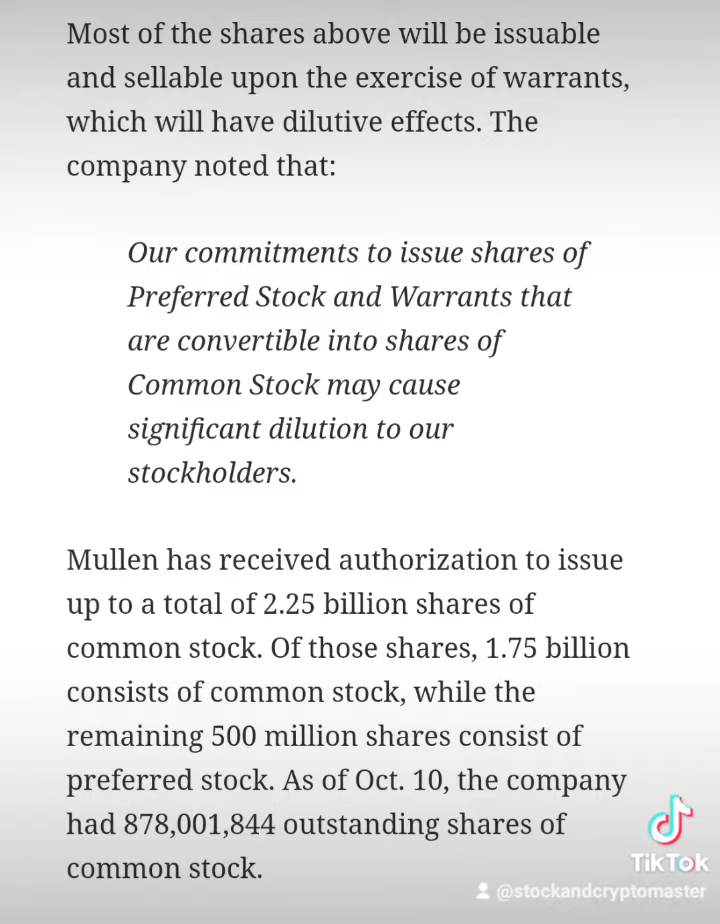 Most of the shares above will be issuable
and sellable upon the exercise of warrants,
which will have dilutive effects. The
company noted that:
Our commitments to issue shares of
Preferred Stock and Warrants that
are convertible into shares of
Common Stock may cause
significant dilution to our
stockholders.
Mullen has received authorization to issue
up to a total of 2.25 billion shares of
common stock. Of those shares, 1.75 billion
consists of common stock, while the
remaining 500 million shares consist of
preferred stock. As of Oct. 10, the company
had 878,001,844 outstanding shares of
common stock.
TikTok
@stockandcryptomaster